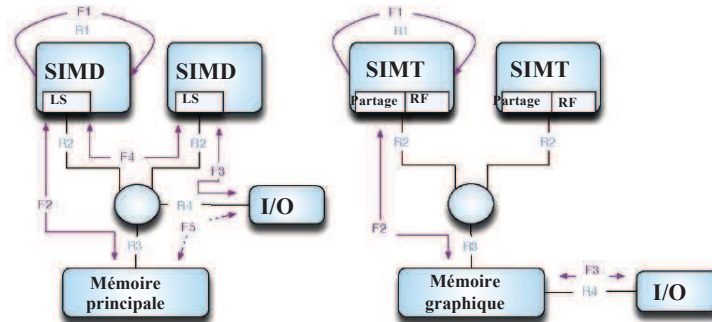 F1
R1
SIMD
LS
SIMD
LS
R2
R2
F4
F3
F2
R4
I/O
F5
R3
Mémoire
principale
F1
R1
SIMT
Partage RF
SIMT
Partage RF
R2
R2
F2
R3
Mémoire
graphique
F3
R4
I/O